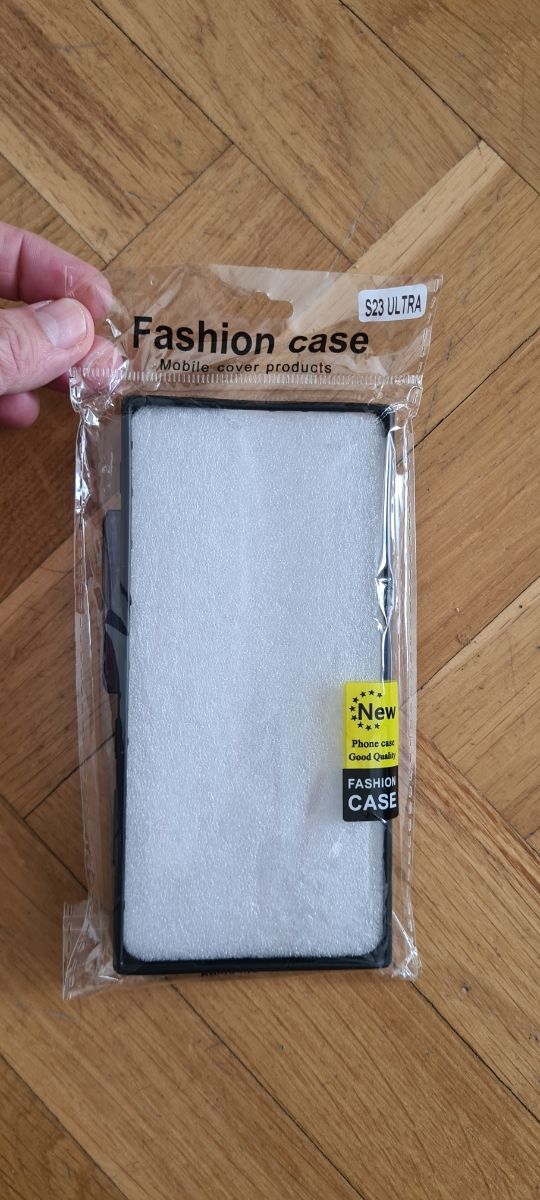 S23 ULTRA
Fashion case
Mobile cover products
New
Phone case
Good Quality
FASHION
CASE